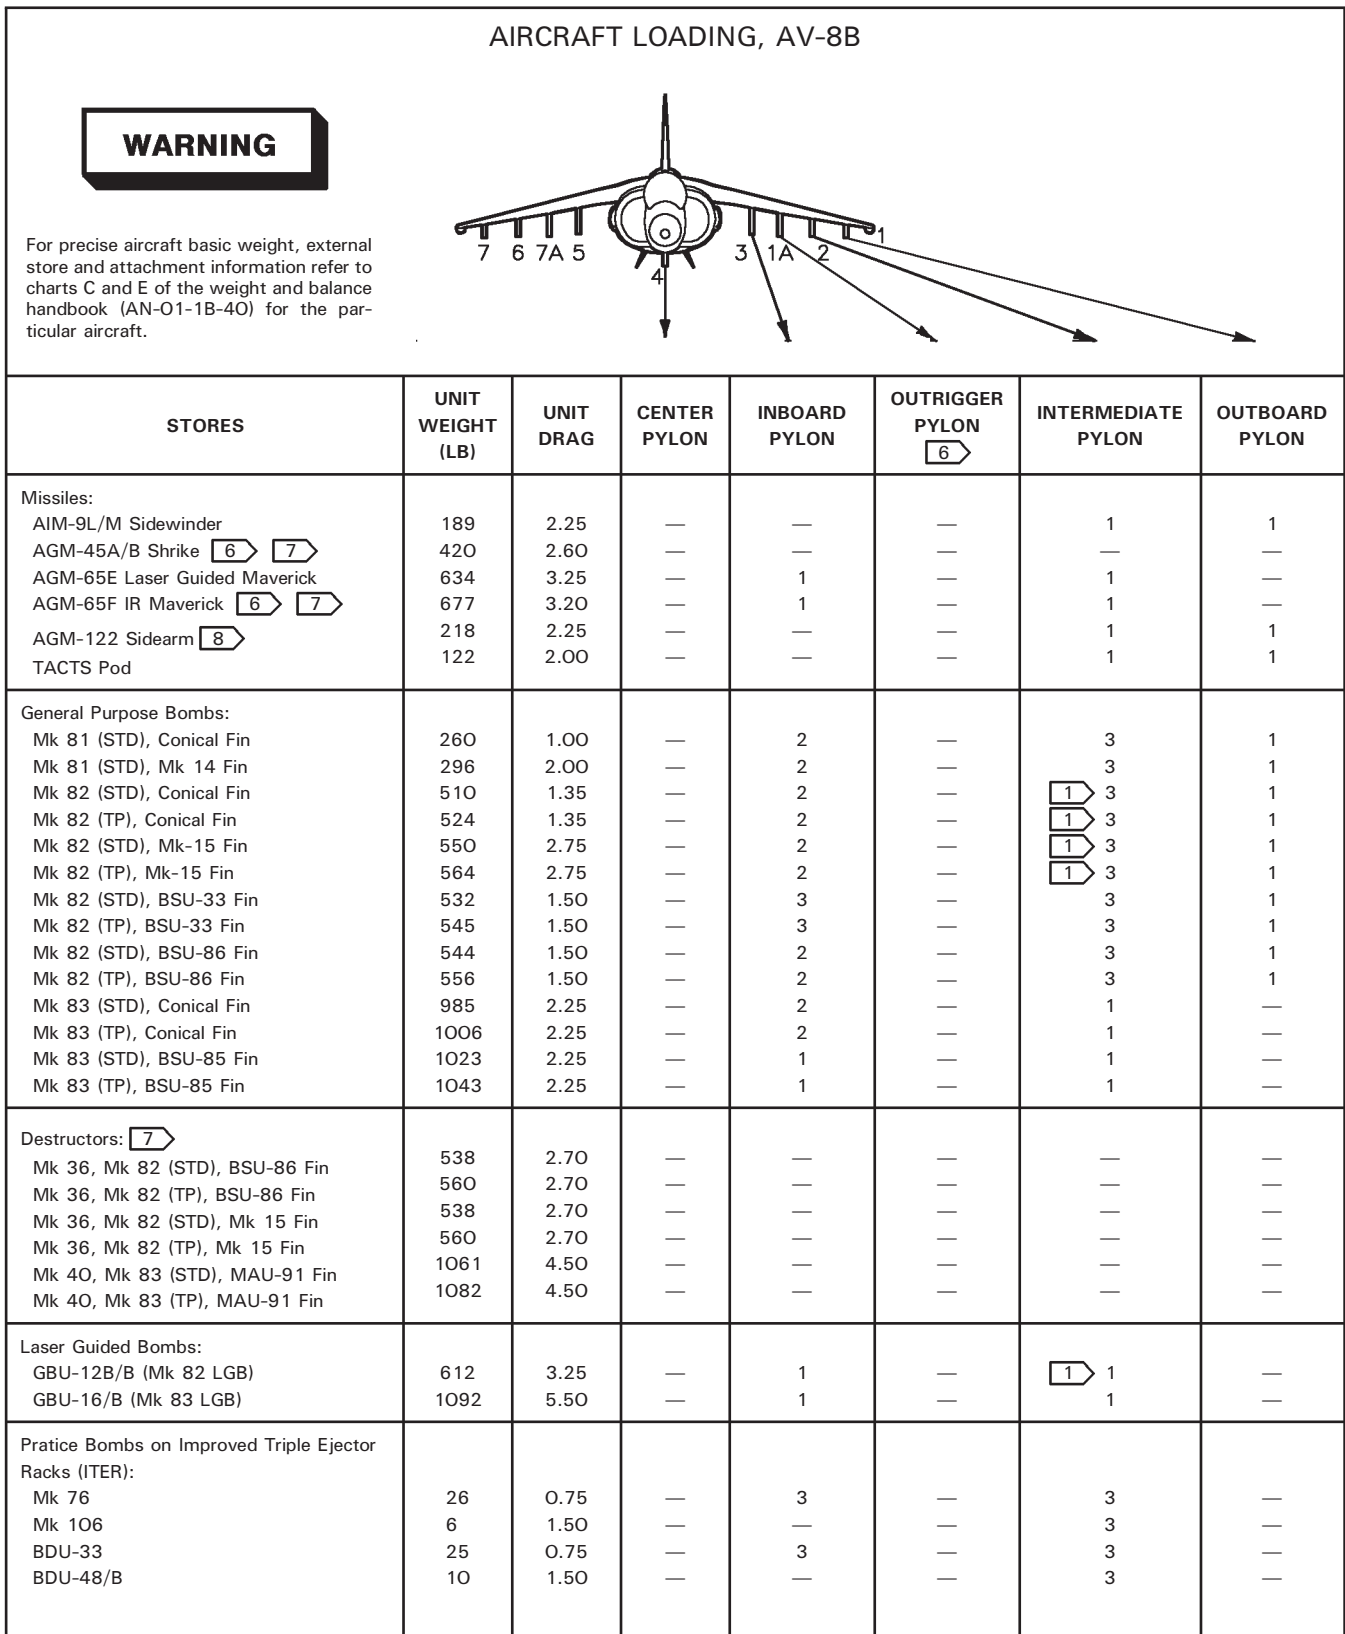 AIRCRAFT LOADING, AV-8B
WARNING
For precise aircraft basic weight, external
store and attachment information refer to
charts C and E of the weight and balance
handbook (AN-01-1B-40) for the par-
ticular aircraft.
7 6 7A 5 4 3 1A 2 1
STORES UNIT WEIGHT (LB) UNIT DRAG CENTER PYLON INBOARD PYLON OUTRIGGER PYLON 6 INTERMEDIATE PYLON OUTBOARD PYLON
Missiles:
AIM-9L/M Sidewinder 189 2.25 — — — 1 1
AGM-45A/B Shrike 6 7 420 2.60 — — — — —
AGM-65E Laser Guided Maverick 634 3.25 — 1 — 1 —
AGM-65F IR Maverick 6 7 677 3.20 — 1 — 1 —
AGM-122 Sidearm 8 218 2.25 — — — 1 1
TACTS Pod 122 2.00 — — — 1 1
General Purpose Bombs:
Mk 81 (STD), Conical Fin 260 1.00 — 2 — 3 1
Mk 81 (STD), Mk 14 Fin 296 2.00 — 2 — 3 1
Mk 82 (STD), Conical Fin 510 1.35 — 2 — 1 3 1
Mk 82 (TP), Conical Fin 524 1.35 — 2 — 1 3 1
Mk 82 (STD), Mk-15 Fin 550 2.75 — 2 — 1 3 1
Mk 82 (TP), Mk-15 Fin 564 2.75 — 2 — 1 3 1
Mk 82 (STD), BSU-33 Fin 532 1.50 — 3 — 3 1
Mk 82 (TP), BSU-33 Fin 545 1.50 — 3 — 3 1
Mk 82 (STD), BSU-86 Fin 544 1.50 — 2 — 3 1
Mk 82 (TP), BSU-86 Fin 556 1.50 — 2 — 3 1
Mk 83 (STD), Conical Fin 985 2.25 — 2 — 1 —
Mk 83 (TP), Conical Fin 1006 2.25 — 2 — 1 —
Mk 83 (STD), BSU-85 Fin 1023 2.25 — 1 — 1 —
Mk 83 (TP), BSU-85 Fin 1043 2.25 — 1 — 1 —
Destructors: 7
Mk 36, Mk 82 (STD), BSU-86 Fin 538 2.70 — — — — —
Mk 36, Mk 82 (TP), BSU-86 Fin 560 2.70 — — — — —
Mk 36, Mk 82 (STD), Mk 15 Fin 538 2.70 — — — — —
Mk 36, Mk 82 (TP), Mk 15 Fin 560 2.70 — — — — —
Mk 40, Mk 83 (STD), MAU-91 Fin 1061 4.50 — — — — —
Mk 40, Mk 83 (TP), MAU-91 Fin 1082 4.50 — — — — —
Laser Guided Bombs:
GBU-12B/B (Mk 82 LGB) 612 3.25 — 1 — 1 1 —
GBU-16/B (Mk 83 LGB) 1092 5.50 — 1 — 1 —
Pratice Bombs on Improved Triple Ejector
Racks (ITER):
Mk 76 26 0.75 — 3 — 3 —
Mk 106 6 1.50 — — — 3 —
BDU-33 25 0.75 — 3 — 3 —
BDU-48/B 10 1.50 — — — 3 —